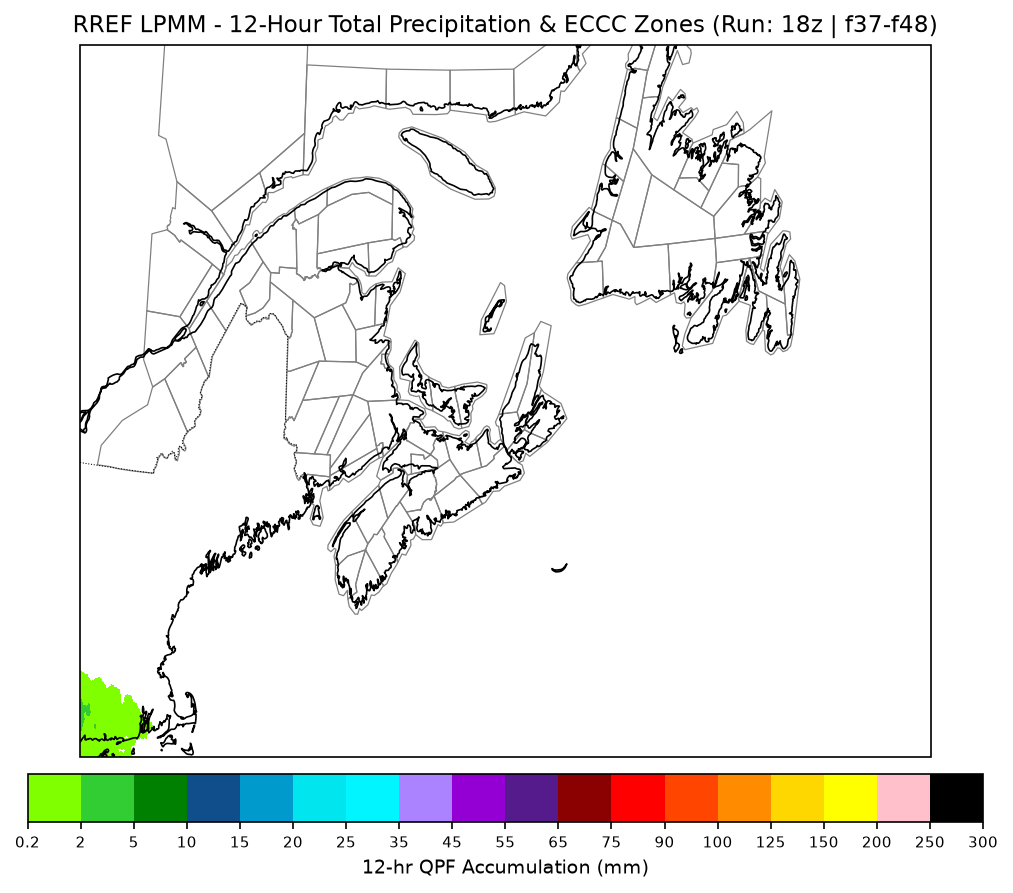 RREF LPMM - 12-Hour Total Precipitation & ECCC Zones (Run: 18z | f37-f48)
0.2 2 5 10 15 20 25 35 45 55 65 80 90 100 125 150 200 250 300
12-hr QPF Accumulation (mm)